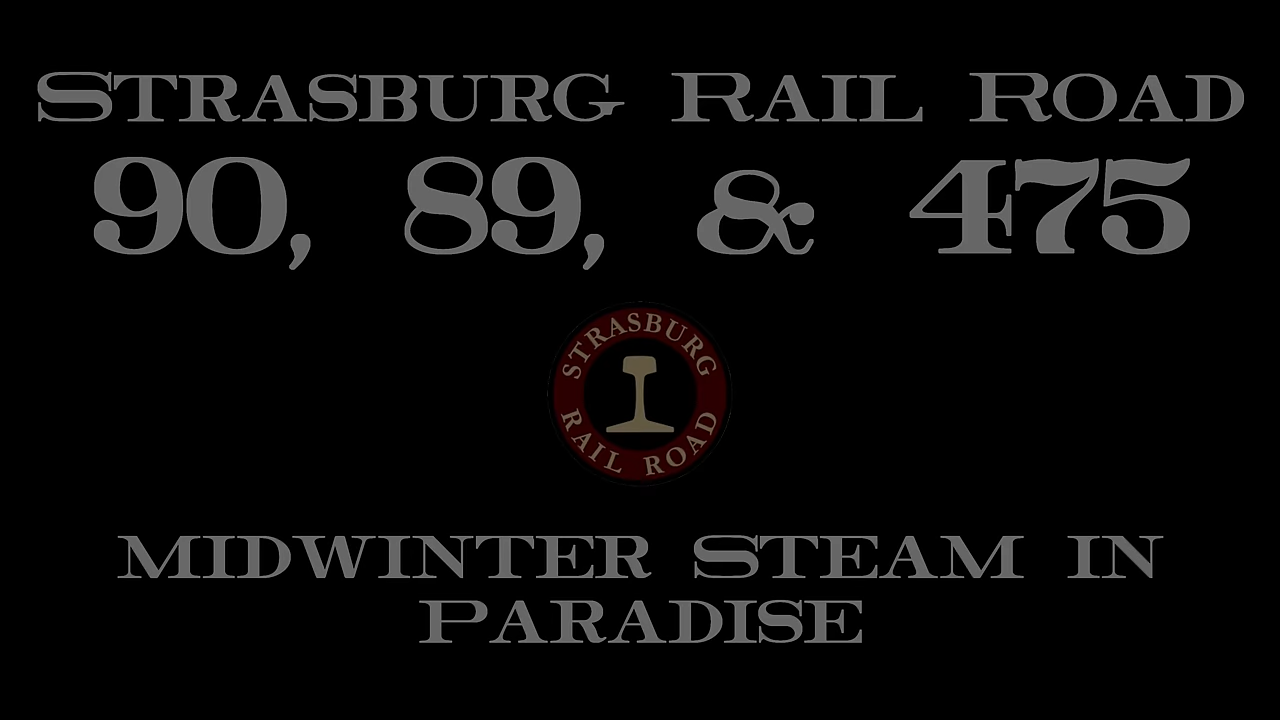 Strasburg Rail Road
90, 89, & 475
STRASBURG
RAIL ROAD
Midwinter Steam in
Paradise